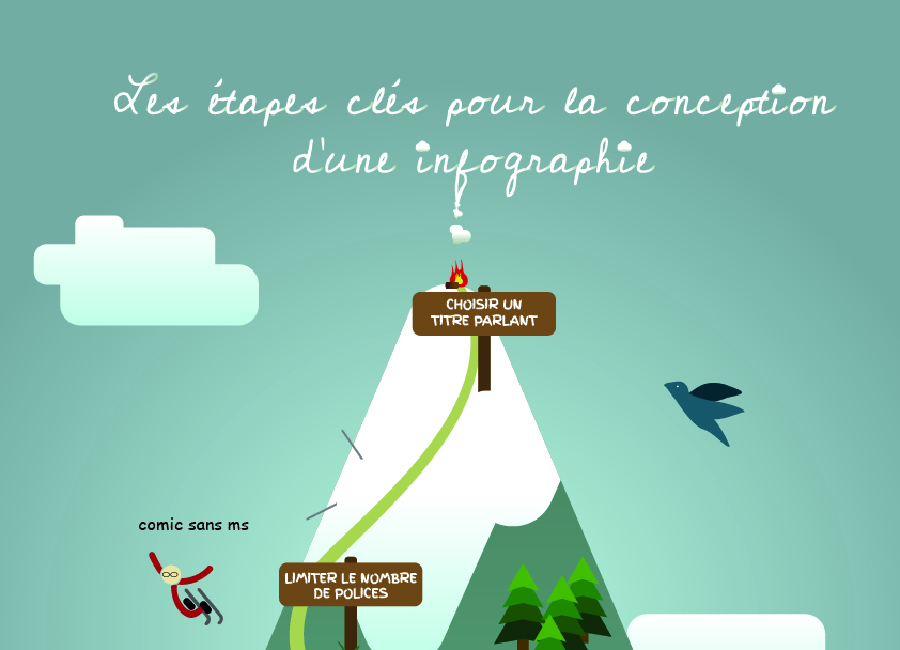 Les étapes clés pour la conception
d'une infographie
CHOISIR UN
TITRE PARLANT
comic sans ms
LIMITER LE NOMBRE
DE POLICES